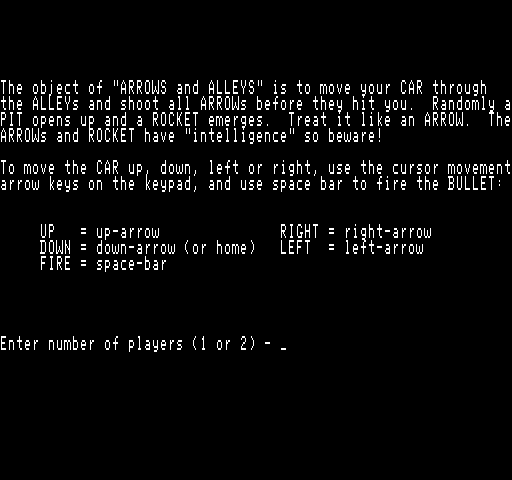 The object of "ARROWS and ALLEYS" is to move your CAR through
the ALLEYs and shoot all ARROWs before they hit you.  Randomly a
PIT opens up and a ROCKET emerges.  Treat it like an ARROW.  The
ARROWs and ROCKET have "intelligence" so beware!
To move the CAR up, down, left or right, use the cursor movement
arrow keys on the keypad, and use space bar to fire the BULLET:
UP   = up-arrow               RIGHT = right-arrow
DOWN = down-arrow (or home)   LEFT  = left-arrow
FIRE = space-bar
Enter number of players (1 or 2) - _